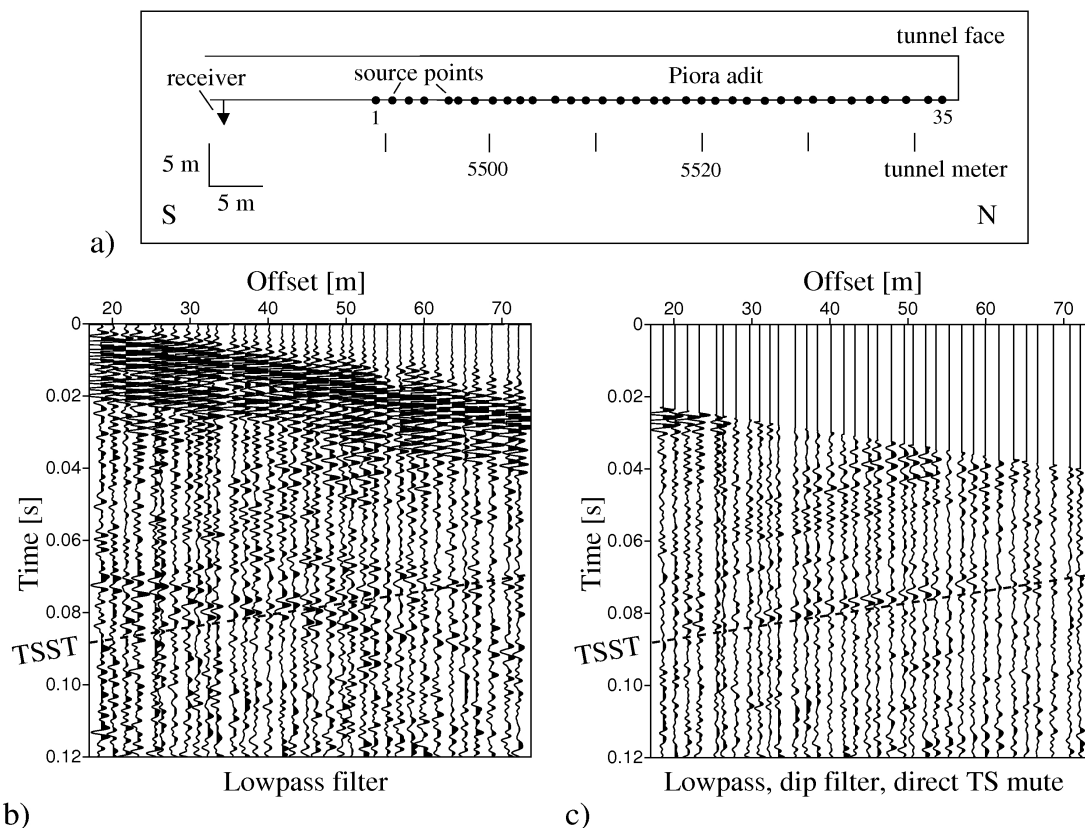 tunnel face
receiver
source points
Piora adit
1
35
5 m
5500
5520
tunnel meter
5 m
S
N
a)
Offset [m]
20 30 40 50 60 70
0
0.02
0.04
0.06
0.08
0.10
0.12
Time [s]
TSST
Lowpass filter
b)
Offset [m]
20 30 40 50 60 70
0
0.02
0.04
0.06
0.08
0.10
0.12
Time [s]
TSST
Lowpass, dip filter, direct TS mute
c)